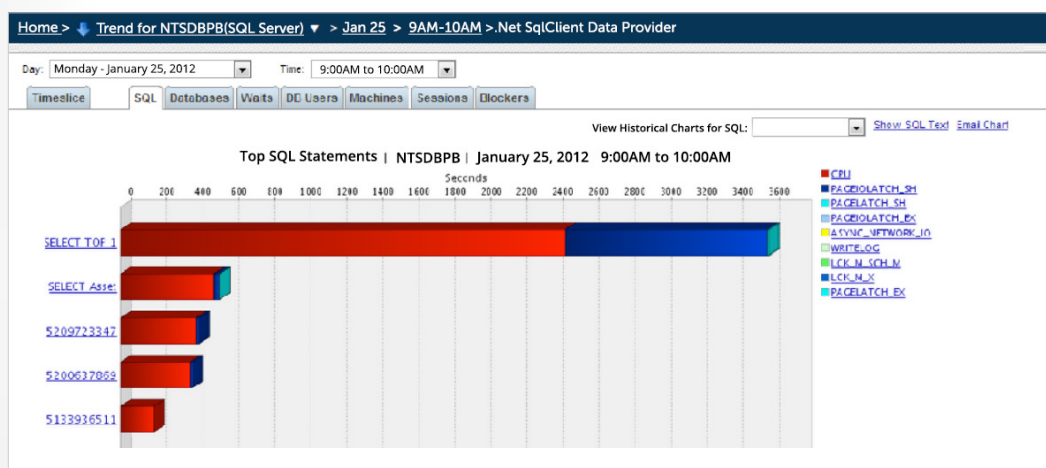 Home > Trend for NTSDBPB(SQL Server) ▼ > Jan 25 > 9AM-10AM >.Net SqlClient Data Provider
Day: Monday - January 25, 2012 Time: 9:00AM to 10:00AM
Timeslice SQL Databases Waits DB Users Machines Sessions Blockers
View Historical Charts for SQL: Show SQL Text Email Chart
Top SQL Statements | NTSDBPB | January 25, 2012 9:00AM to 10:00AM
Seconds
0 200 400 600 800 1000 1200 1400 1600 1800 2000 2200 2400 2600 2800 3000 3200 3400 3600
CPU
PAGEIOLATCH_SH
PAGELATCH_SH
PAGEIOLATCH_EX
ASYNC_NETWORK_IO
WRITELOG
LCK_M_SCH_M
LCK_M_X
PAGELATCH_EX
SELECT TOP 1
SELECT Asse:
5209723347
5200637869
5133936511